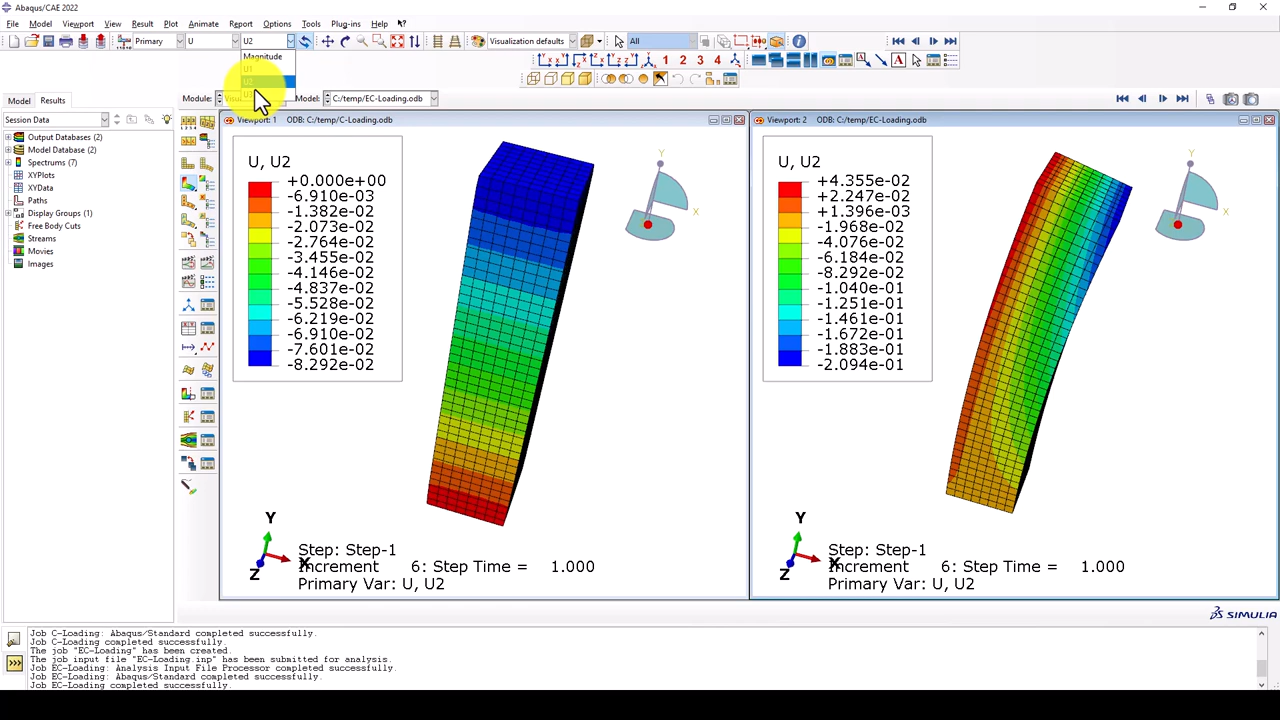 Abaqus/CAE 2022
File Model Viewport View Result Plot Animate Report Options Tools Plug-ins Help
Primary U U2 Visualization defaults All
Magnitude
U1
U2
1 2 3 4
Model Results Module: Model: C:/temp/EC-Loading.odb
Session Data
Output Databases (2)
Model Database (2)
Spectrums (7)
XYPlots
XYData
Paths
Display Groups (1)
Free Body Cuts
Streams
Movies
Images
Viewport: 1 ODB: C:/temp/C-Loading.odb
U, U2
+0.000e+00
-6.910e-03
-1.382e-02
-2.073e-02
-2.764e-02
-3.455e-02
-4.146e-02
-4.837e-02
-5.528e-02
-6.219e-02
-6.910e-02
-7.601e-02
-8.292e-02
Y
X
Y
X
Z
Step: Step-1
Increment 6: Step Time = 1.000
Primary Var: U, U2
Viewport: 2 ODB: C:/temp/EC-Loading.odb
U, U2
+4.355e-02
+2.247e-02
+1.396e-03
-1.968e-02
-4.076e-02
-6.184e-02
-8.292e-02
-1.040e-01
-1.251e-01
-1.461e-01
-1.672e-01
-1.883e-01
-2.094e-01
Y
X
Y
X
Z
Step: Step-1
Increment 6: Step Time = 1.000
Primary Var: U, U2
SIMULIA
Job C-Loading: Abaqus/Standard completed successfully.
Job C-Loading completed successfully.
The job "EC-Loading" has been created.
The job input file "EC-Loading.inp" has been submitted for analysis.
Job EC-Loading: Analysis Input File Processor completed successfully.
Job EC-Loading: Abaqus/Standard completed successfully.
Job EC-Loading completed successfully.